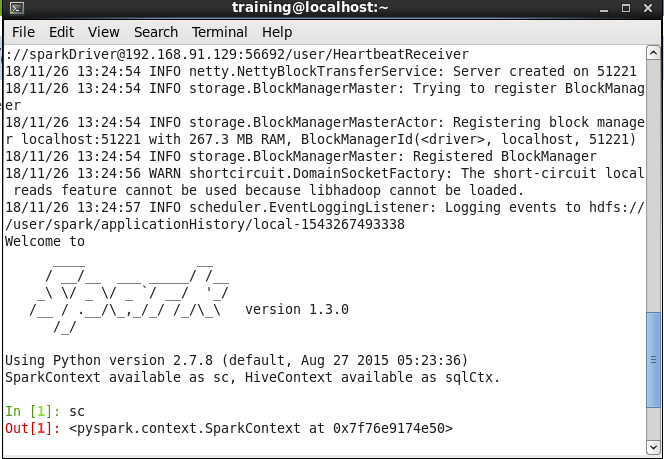 training@localhost:~
File Edit View Search Terminal Help
://sparkDriver@192.168.91.129:56692/user/HeartbeatReceiver
18/11/26 13:24:54 INFO netty.NettyBlockTransferService: Server created on 51221
18/11/26 13:24:54 INFO storage.BlockManagerMaster: Trying to register BlockManag
er
18/11/26 13:24:54 INFO storage.BlockManagerMasterActor: Registering block manage
r localhost:51221 with 267.3 MB RAM, BlockManagerId(<driver>, localhost, 51221)
18/11/26 13:24:54 INFO storage.BlockManagerMaster: Registered BlockManager
18/11/26 13:24:56 WARN shortcircuit.DomainSocketFactory: The short-circuit local
 reads feature cannot be used because libhadoop cannot be loaded.
18/11/26 13:24:57 INFO scheduler.EventLoggingListener: Logging events to hdfs://
/user/spark/applicationHistory/local-1543267493338
Welcome to
      ____              __
     / __/__  ___ _____/ /__
    _\ \/ _ \/ _ `/ __/  '_/
   /__ / .__/\_,_/_/ /_/\_\   version 1.3.0
      /_/
Using Python version 2.7.8 (default, Aug 27 2015 05:23:36)
SparkContext available as sc, HiveContext available as sqlCtx.
In [1]: sc
Out[1]: <pyspark.context.SparkContext at 0x7f76e9174e50>